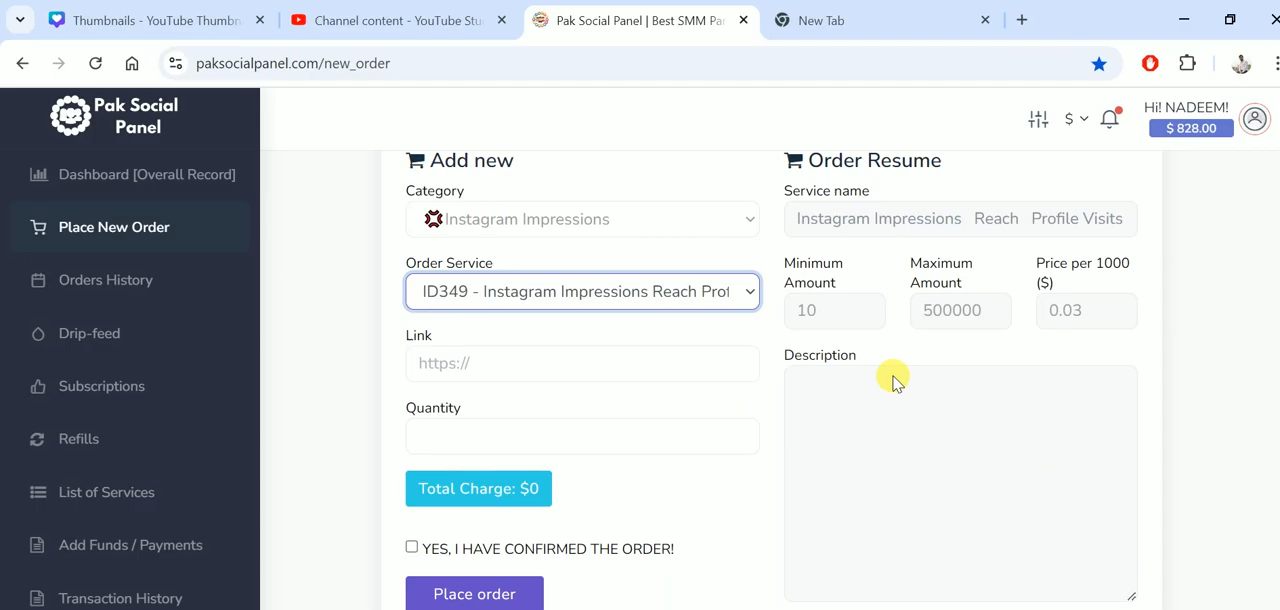 Thumbnails - YouTube Thumbn
Channel content - YouTube Stu
Pak Social Panel | Best SMM Pa
New Tab
paksocialpanel.com/new_order
Pak Social
Panel
$
Hi! NADEEM!
$ 828.00
Dashboard [Overall Record]
Place New Order
Orders History
Drip-feed
Subscriptions
Refills
List of Services
Add Funds / Payments
Transaction History
Add new
Category
Instagram Impressions
Order Service
ID349 - Instagram Impressions Reach Prof
Link
https://
Quantity
Total Charge: $0
YES, I HAVE CONFIRMED THE ORDER!
Place order
Order Resume
Service name
Instagram Impressions Reach Profile Visits
Minimum Amount
Maximum Amount
Price per 1000 ($)
10
500000
0.03
Description